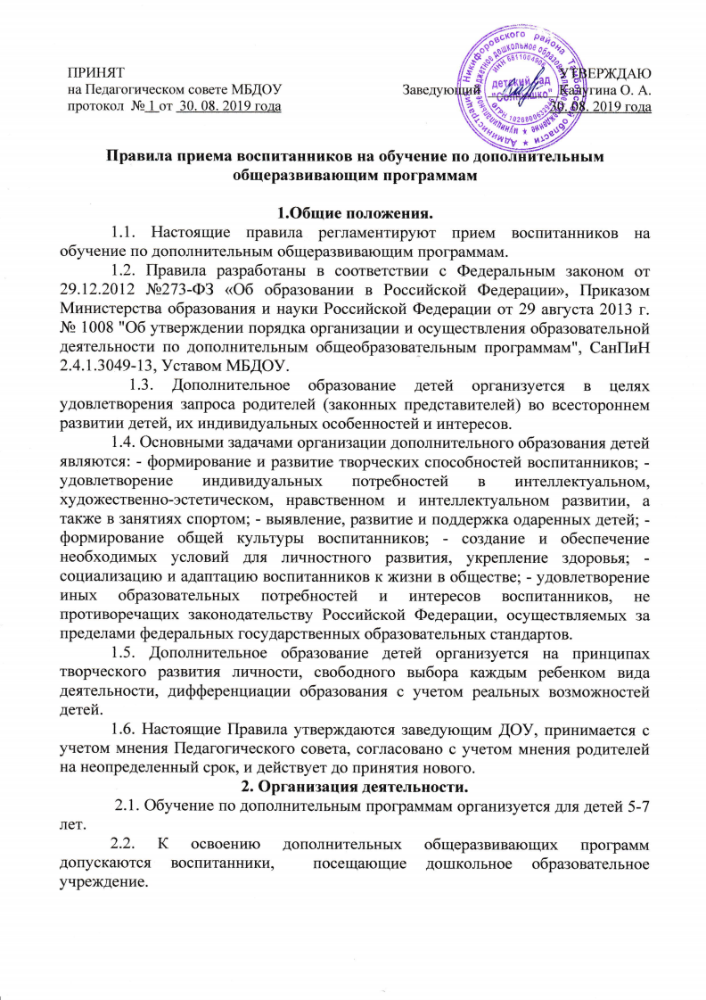 ПРИНЯТ
на Педагогическом совете МБДОУ
протокол № 1 от 30. 08. 2019 года
УТВЕРЖДАЮ
Заведующий Калугина О. А.
30. 08. 2019 года
детский сад
"Солнышко"
Правила приема воспитанников на обучение по дополнительным
общеразвивающим программам
1.Общие положения.
1.1. Настоящие правила регламентируют прием воспитанников на
обучение по дополнительным общеразвивающим программам.
1.2. Правила разработаны в соответствии с Федеральным законом от
29.12.2012 №273-ФЗ «Об образовании в Российской Федерации», Приказом
Министерства образования и науки Российской Федерации от 29 августа 2013 г.
№ 1008 "Об утверждении порядка организации и осуществления образовательной
деятельности по дополнительным общеобразовательным программам", СанПиН
2.4.1.3049-13, Уставом МБДОУ.
1.3. Дополнительное образование детей организуется в целях
удовлетворения запроса родителей (законных представителей) во всестороннем
развитии детей, их индивидуальных особенностей и интересов.
1.4. Основными задачами организации дополнительного образования детей
являются: - формирование и развитие творческих способностей воспитанников; -
удовлетворение индивидуальных потребностей в интеллектуальном,
художественно-эстетическом, нравственном и интеллектуальном развитии, а
также в занятиях спортом; - выявление, развитие и поддержка одаренных детей; -
формирование общей культуры воспитанников; - создание и обеспечение
необходимых условий для личностного развития, укрепление здоровья; -
социализацию и адаптацию воспитанников к жизни в обществе; - удовлетворение
иных образовательных потребностей и интересов воспитанников, не
противоречащих законодательству Российской Федерации, осуществляемых за
пределами федеральных государственных образовательных стандартов.
1.5. Дополнительное образование детей организуется на принципах
творческого развития личности, свободного выбора каждым ребенком вида
деятельности, дифференциации образования с учетом реальных возможностей
детей.
1.6. Настоящие Правила утверждаются заведующим ДОУ, принимается с
учетом мнения Педагогического совета, согласовано с учетом мнения родителей
на неопределенный срок, и действует до принятия нового.
2. Организация деятельности.
2.1. Обучение по дополнительным программам организуется для детей 5-7
лет.
2.2. К освоению дополнительных общеразвивающих программ
допускаются воспитанники, посещающие дошкольное образовательное
учреждение.